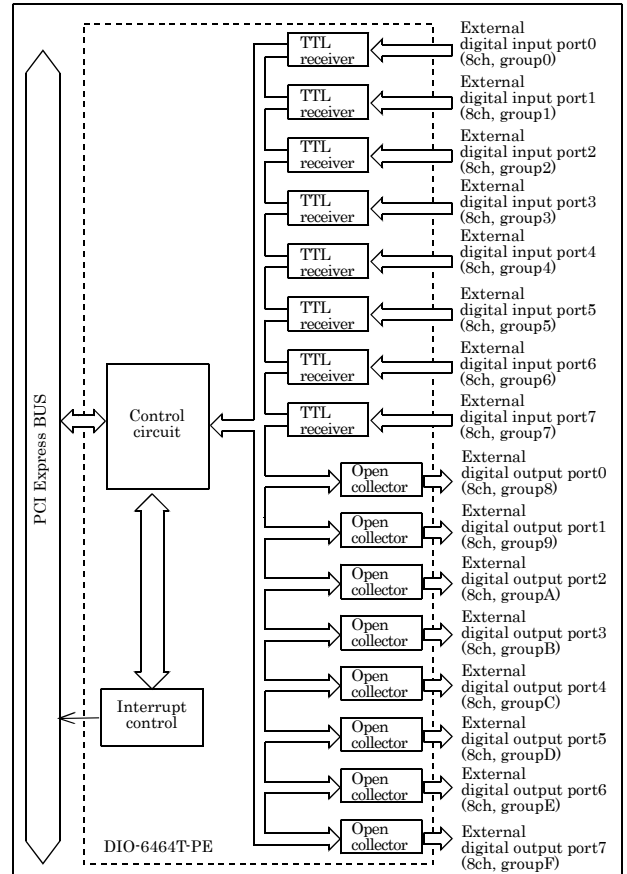 TTL
receiver
External
digital input port0
(8ch, group0)
TTL
receiver
External
digital input port1
(8ch, group1)
TTL
receiver
External
digital input port2
(8ch, group2)
TTL
receiver
External
digital input port3
(8ch, group3)
TTL
receiver
External
digital input port4
(8ch, group4)
TTL
receiver
External
digital input port5
(8ch, group5)
TTL
receiver
External
digital input port6
(8ch, group6)
TTL
receiver
External
digital input port7
(8ch, group7)
PCI Express BUS
Control
circuit
Open
collector
External
digital output port0
(8ch, group8)
Open
collector
External
digital output port1
(8ch, group9)
Open
collector
External
digital output port2
(8ch, groupA)
Open
collector
External
digital output port3
(8ch, groupB)
Open
collector
External
digital output port4
(8ch, groupC)
Interrupt
control
Open
collector
External
digital output port5
(8ch, groupD)
Open
collector
External
digital output port6
(8ch, groupE)
Open
collector
External
digital output port7
(8ch, groupF)
DIO-6464T-PE